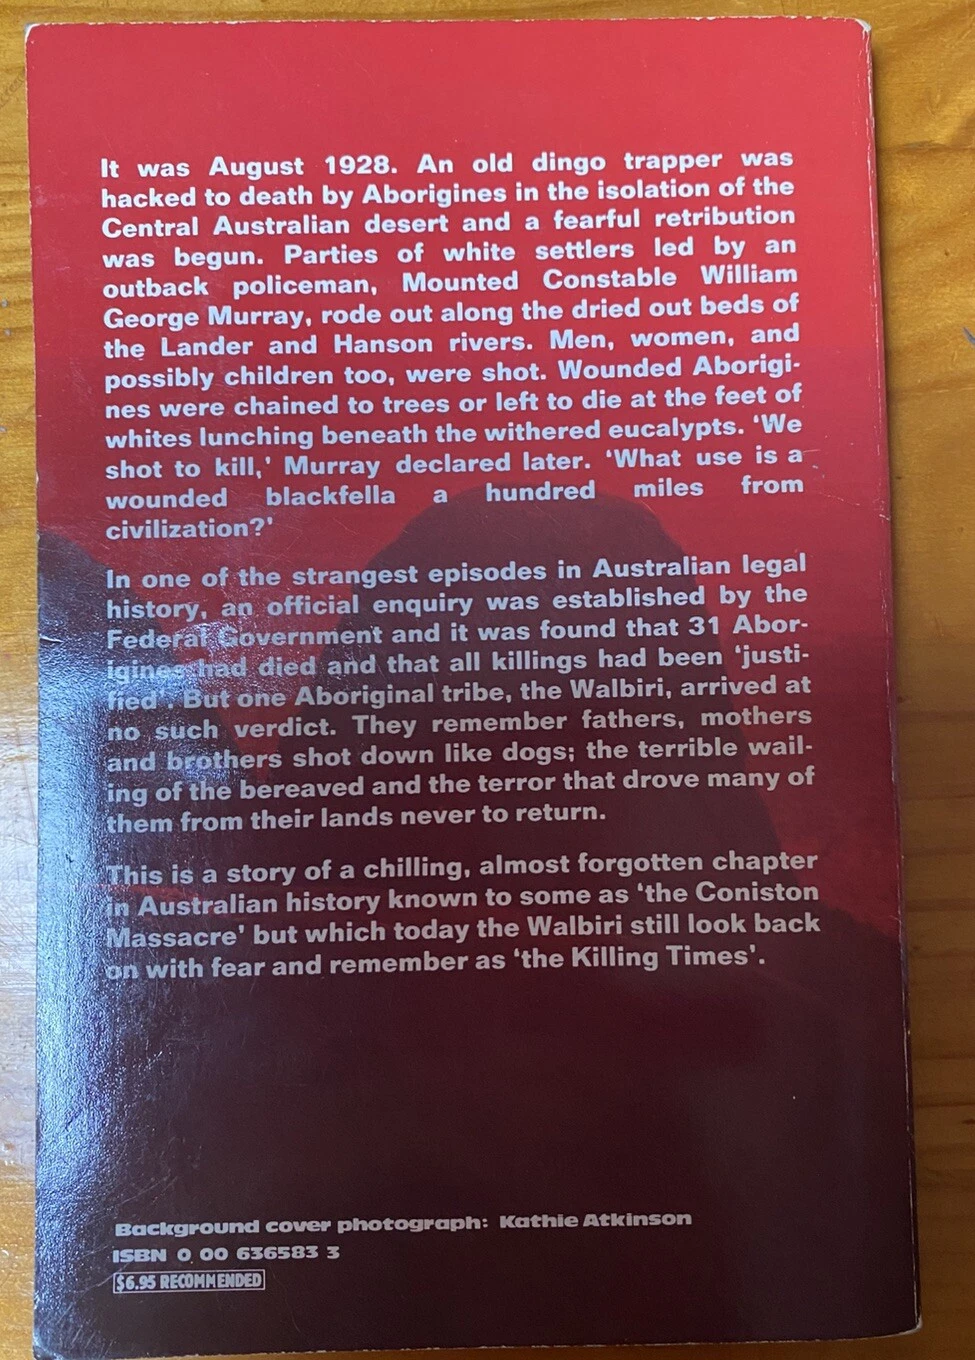 It was August 1928. An old dingo trapper was
hacked to death by Aborigines in the isolation of the
Central Australian desert and a fearful retribution
was begun. Parties of white settlers led by an
outback policeman, Mounted Constable William
George Murray, rode out along the dried out beds of
the Lander and Hanson rivers. Men, women, and
possibly children too, were shot. Wounded Aborigi-
nes were chained to trees or left to die at the feet of
whites lunching beneath the withered eucalypts. ‘We
shot to kill,’ Murray declared later. ‘What use is a
wounded blackfella a hundred miles from
civilization?’
In one of the strangest episodes in Australian legal
history, an official enquiry was established by the
Federal Government and it was found that 31 Abor-
igines had died and that all killings had been ‘justi-
fied’. But one Aboriginal tribe, the Walbiri, arrived at
no such verdict. They remember fathers, mothers
and brothers shot down like dogs; the terrible wail-
ing of the bereaved and the terror that drove many of
them from their lands never to return.
This is a story of a chilling, almost forgotten chapter
in Australian history known to some as ‘the Coniston
Massacre’ but which today the Walbiri still look back
on with fear and remember as ‘the Killing Times’.
Background cover photograph: Kathie Atkinson
ISBN 0 00 636583 3
$6.95 RECOMMENDED